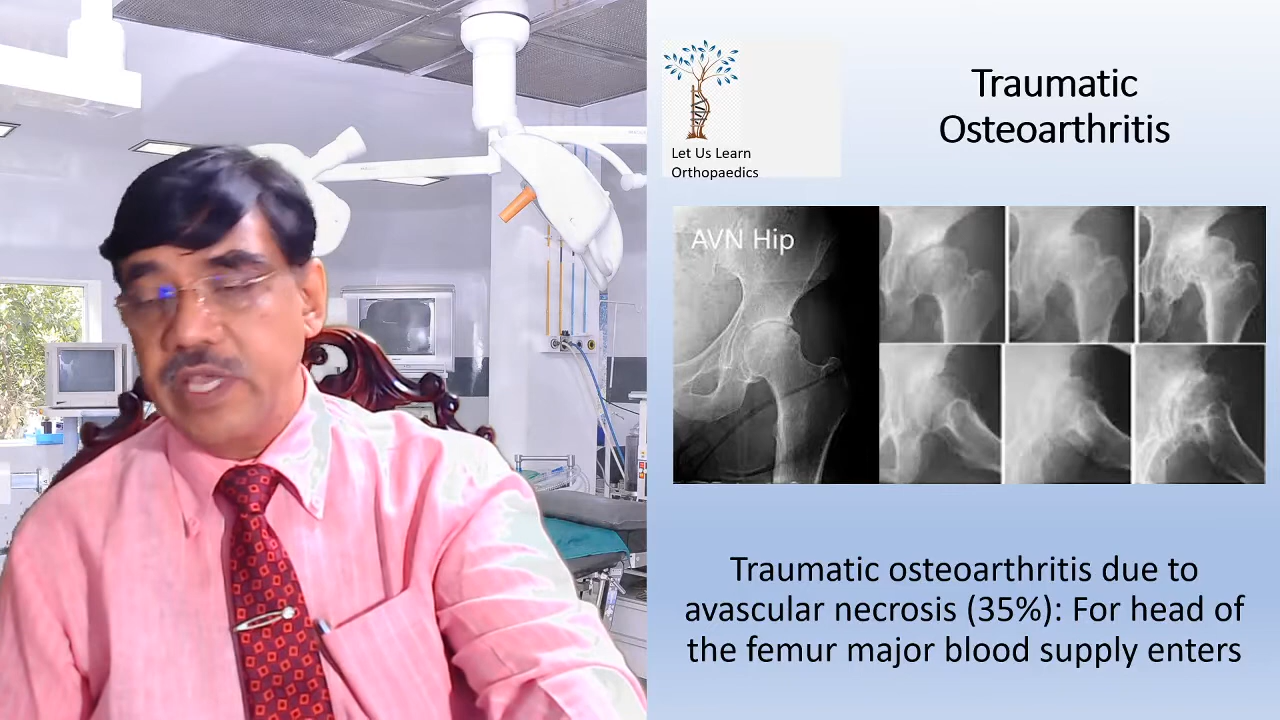 Let Us Learn
Orthopaedics
Traumatic
Osteoarthritis
AVN Hip
Traumatic osteoarthritis due to
avascular necrosis (35%): For head of
the femur major blood supply enters